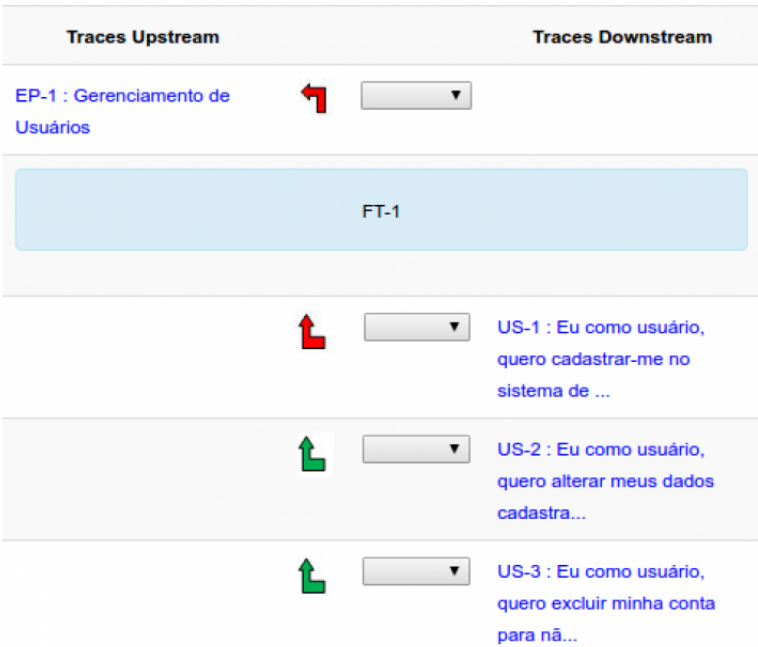 Traces Upstream Traces Downstream
EP-1 : Gerenciamento de
Usuários
FT-1
US-1 : Eu como usuário,
quero cadastrar-me no
sistema de ...
US-2 : Eu como usuário,
quero alterar meus dados
cadastra...
US-3 : Eu como usuário,
quero excluir minha conta
para nã...